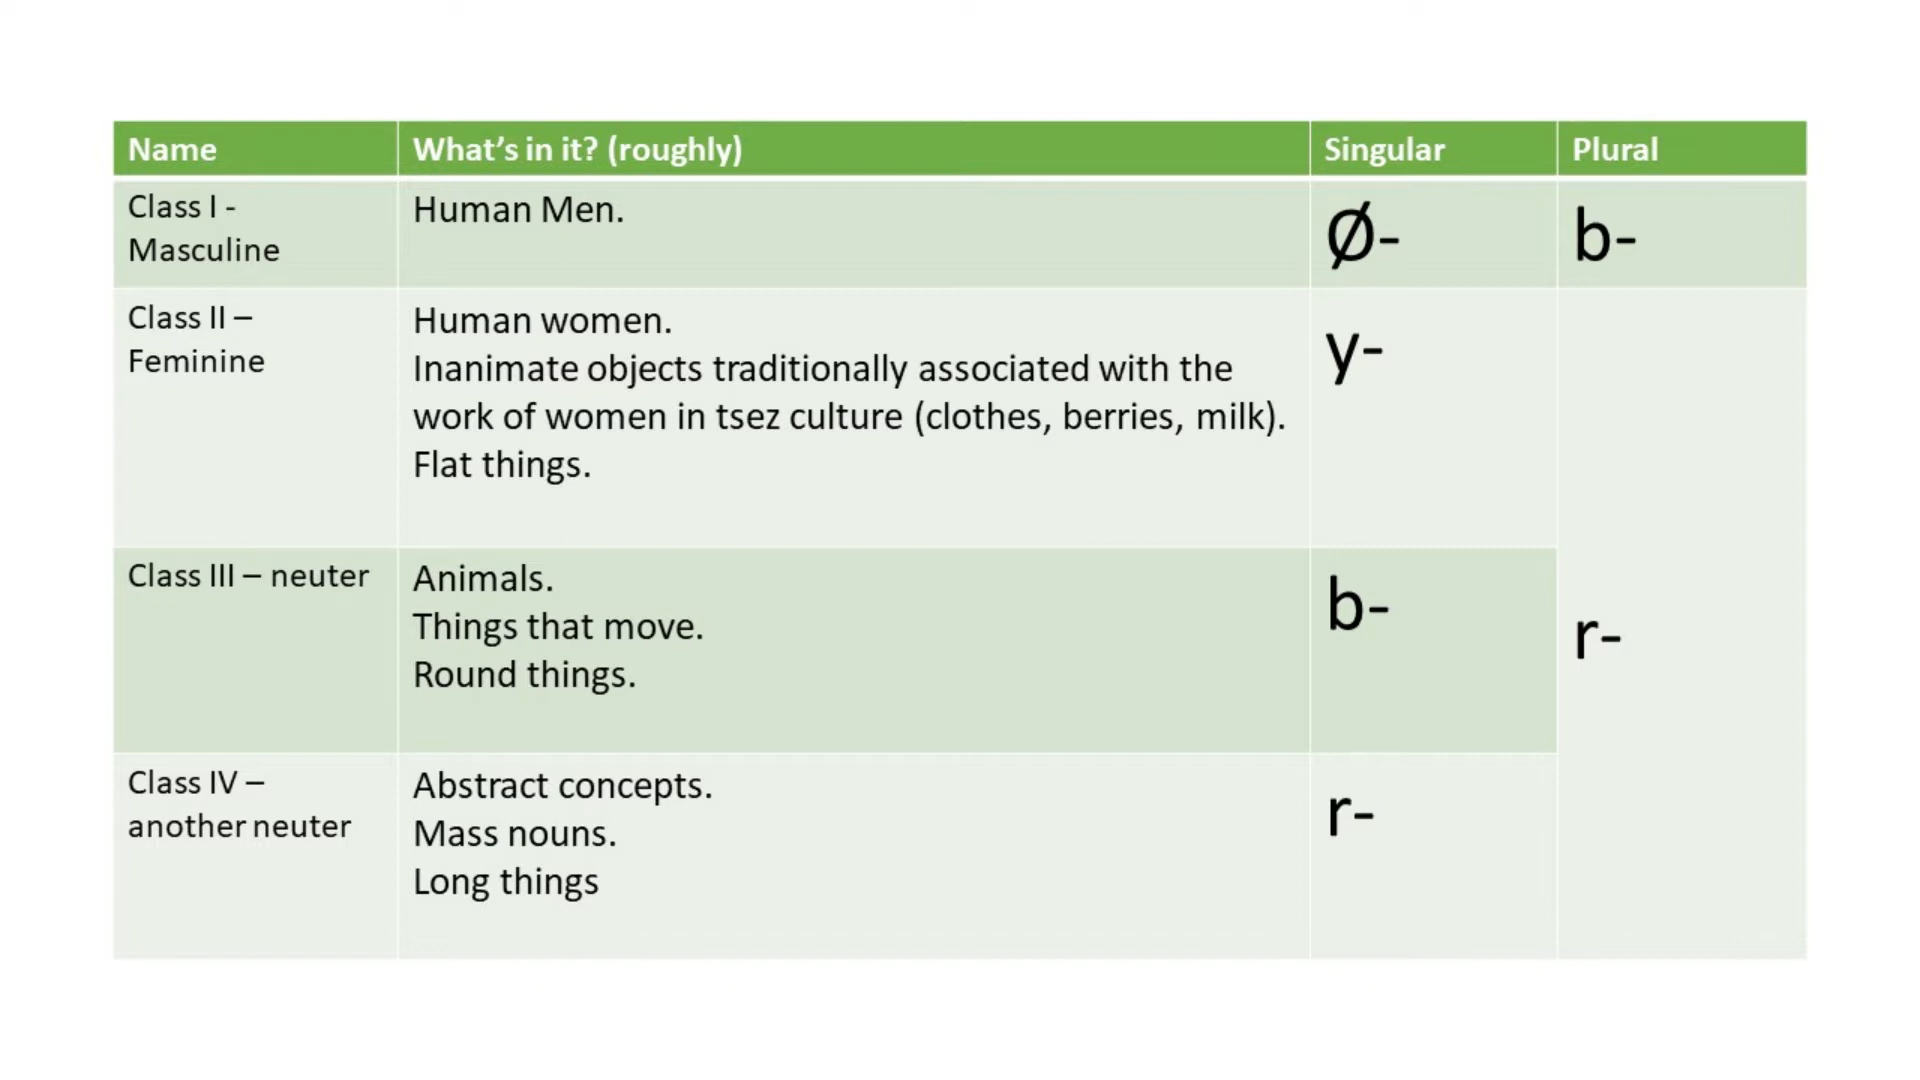 Name What's in it? (roughly) Singular Plural
Class I -
Masculine
Human Men.
Ø-
b-
Class II –
Feminine
Human women.
Inanimate objects traditionally associated with the
work of women in tsez culture (clothes, berries, milk).
Flat things.
y-
r-
Class III – neuter
Animals.
Things that move.
Round things.
b-
Class IV –
another neuter
Abstract concepts.
Mass nouns.
Long things
r-